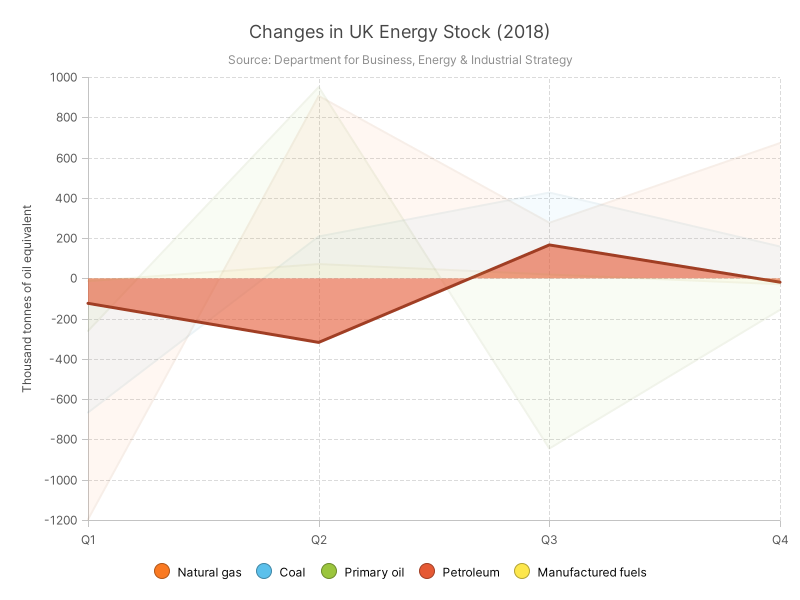 Changes in UK Energy Stock (2018)
Source: Department for Business, Energy & Industrial Strategy
Thousand tonnes of oil equivalent
1000
800
600
400
200
0
-200
-400
-600
-800
-1000
-1200
Q1 Q2 Q3 Q4
Natural gas Coal Primary oil Petroleum Manufactured fuels